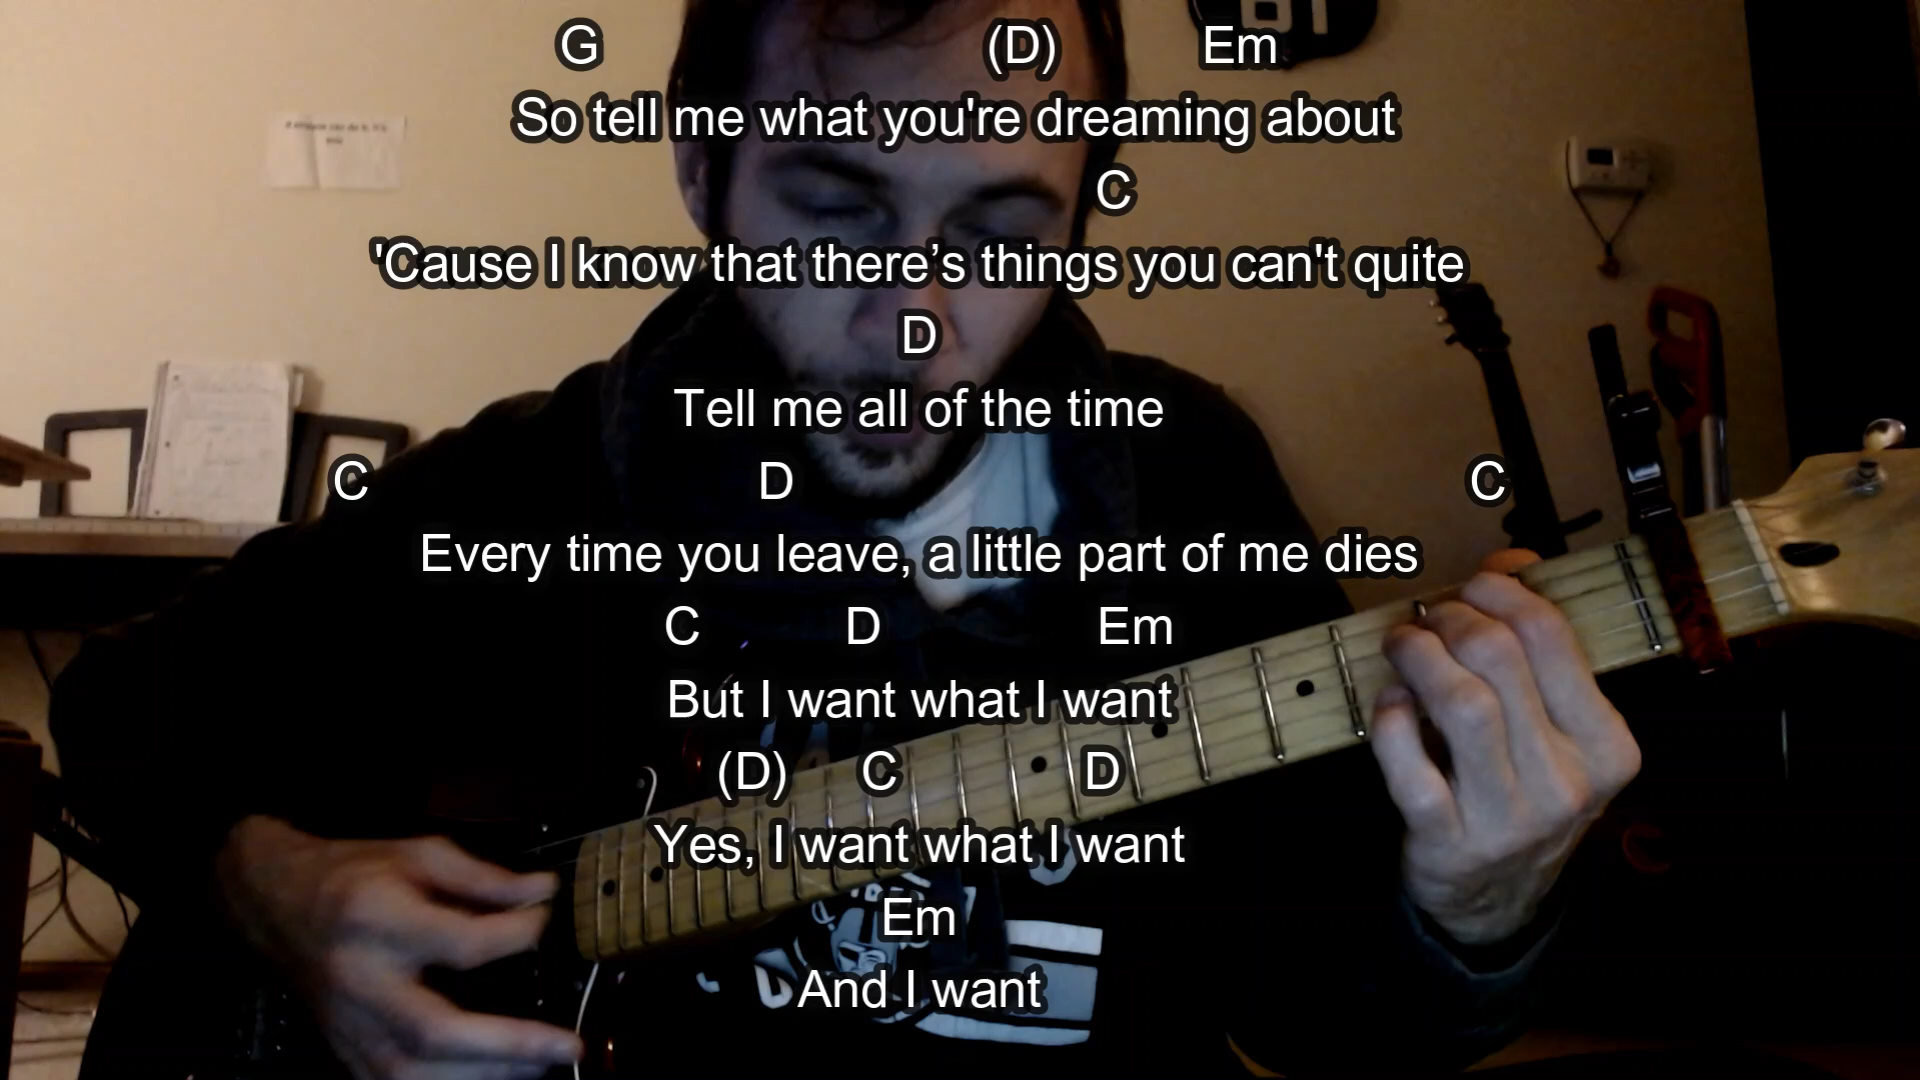 G (D) Em
So tell me what you're dreaming about
C
'Cause I know that there’s things you can't quite
D
Tell me all of the time
C D C
Every time you leave, a little part of me dies
C D Em
But I want what I want
(D) C D
Yes, I want what I want
Em
And I want